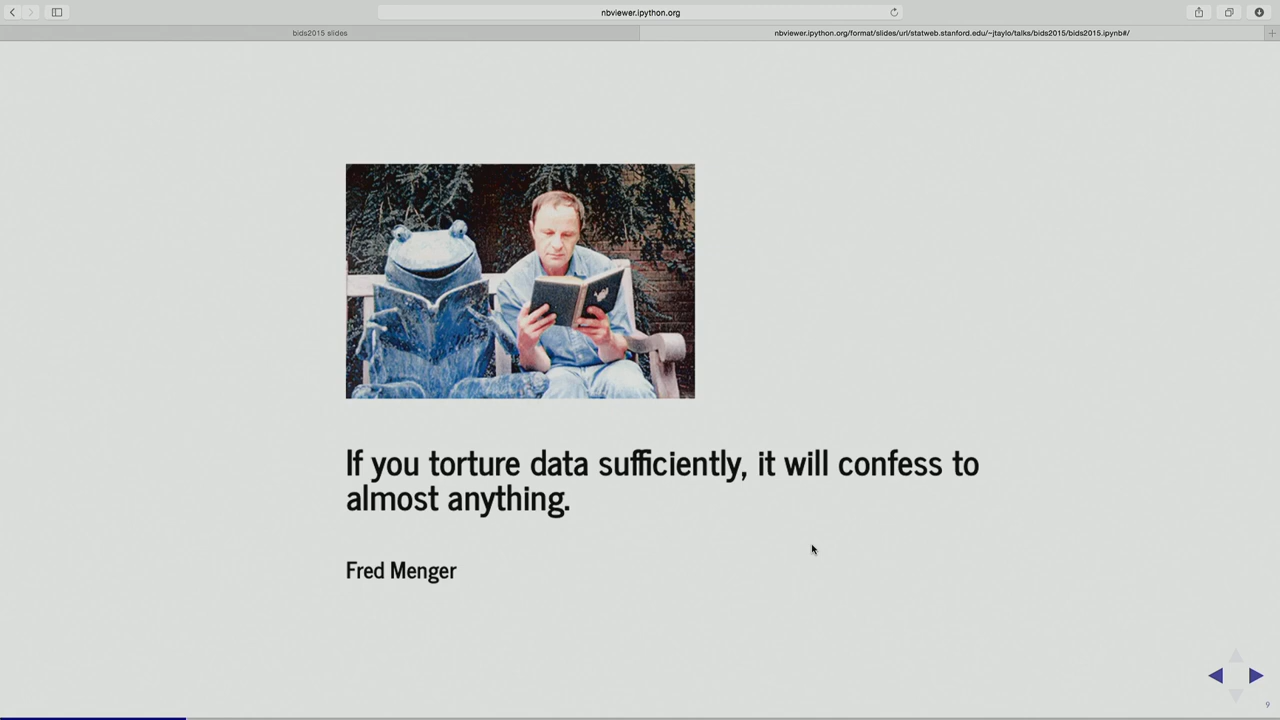 nbviewer.ipython.org
bids2015 slides
nbviewer.ipython.org/format/slides/url/statweb.stanford.edu/~jtaylo/talks/bids2015/bids2015.ipynb#/
If you torture data sufficiently, it will confess to
almost anything.
Fred Menger
9